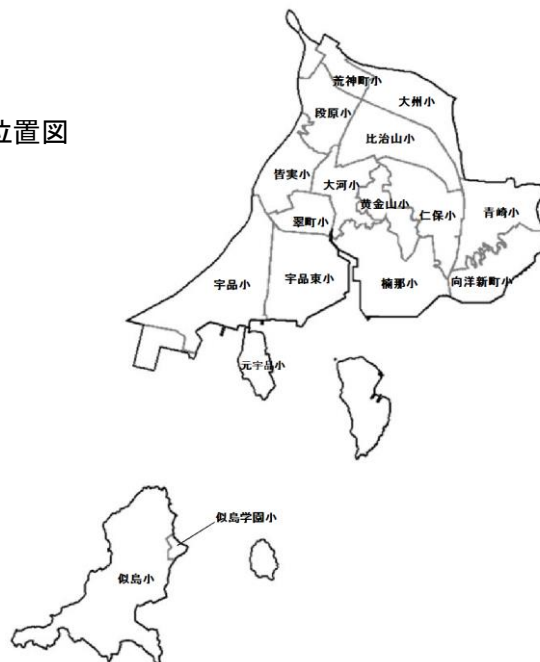 位置図
荒神町小
大州小
段原小
比治山小
皆実小
大河小
黄金山小
仁保小
青崎小
翠町小
宇品小
宇品東小
楠那小
向洋新町小
元宇品小
似島学園小
似島小